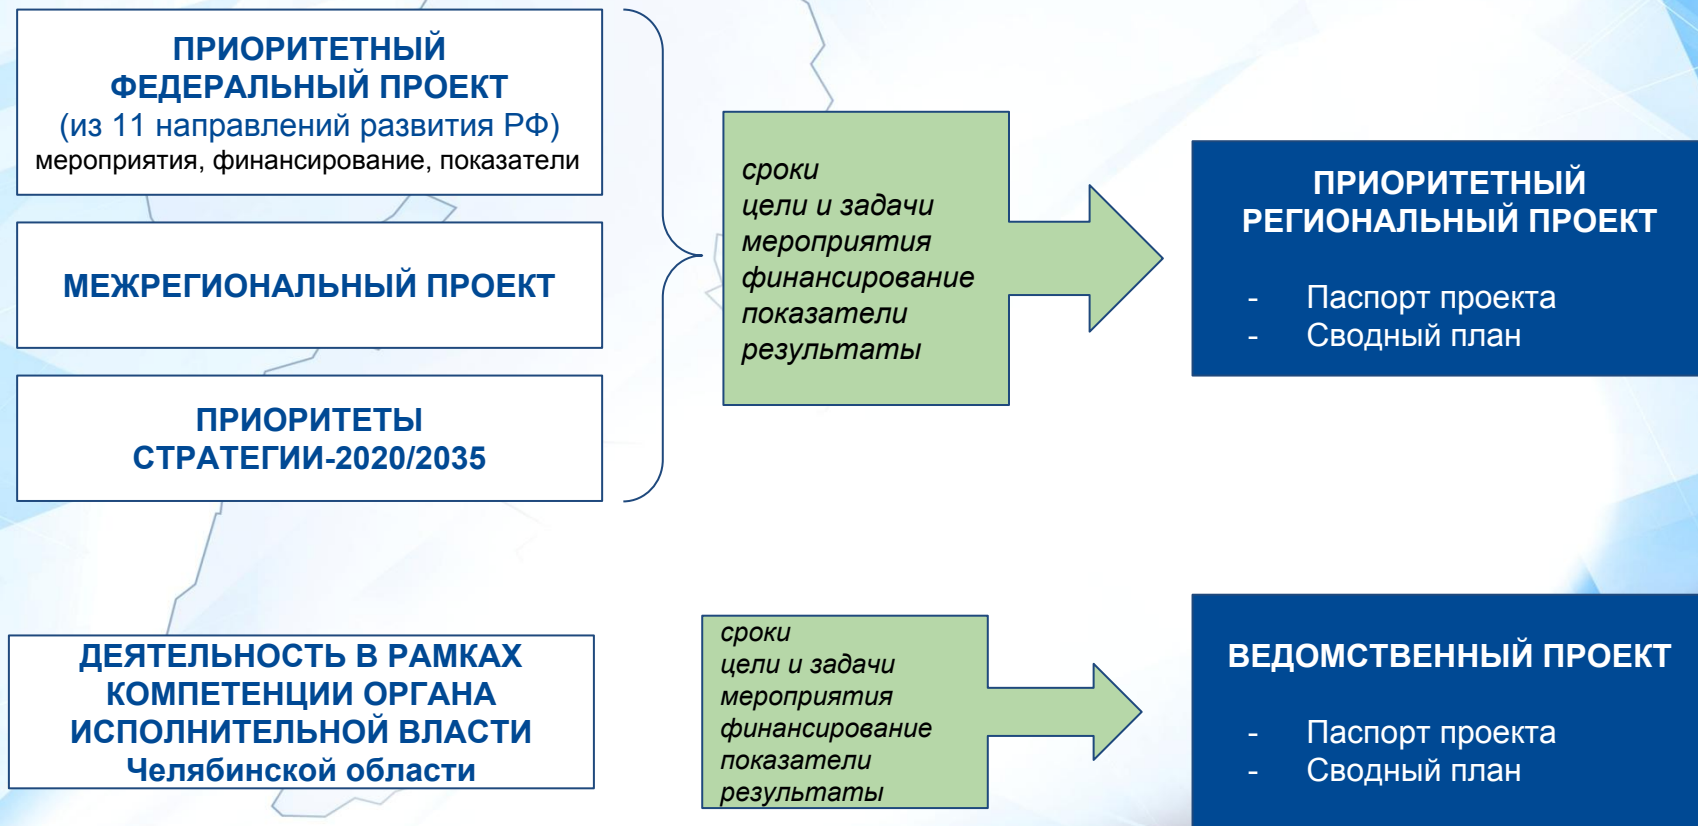 ПРИОРИТЕТНЫЙ
ФЕДЕРАЛЬНЫЙ ПРОЕКТ
(из 11 направлений развития РФ)
мероприятия, финансирование, показатели
МЕЖРЕГИОНАЛЬНЫЙ ПРОЕКТ
ПРИОРИТЕТЫ
СТРАТЕГИИ-2020/2035
сроки
цели и задачи
мероприятия
финансирование
показатели
результаты
ПРИОРИТЕТНЫЙ
РЕГИОНАЛЬНЫЙ ПРОЕКТ
- Паспорт проекта
- Сводный план
ДЕЯТЕЛЬНОСТЬ В РАМКАХ
КОМПЕТЕНЦИИ ОРГАНА
ИСПОЛНИТЕЛЬНОЙ ВЛАСТИ
Челябинской области
сроки
цели и задачи
мероприятия
финансирование
показатели
результаты
ВЕДОМСТВЕННЫЙ ПРОЕКТ
- Паспорт проекта
- Сводный план